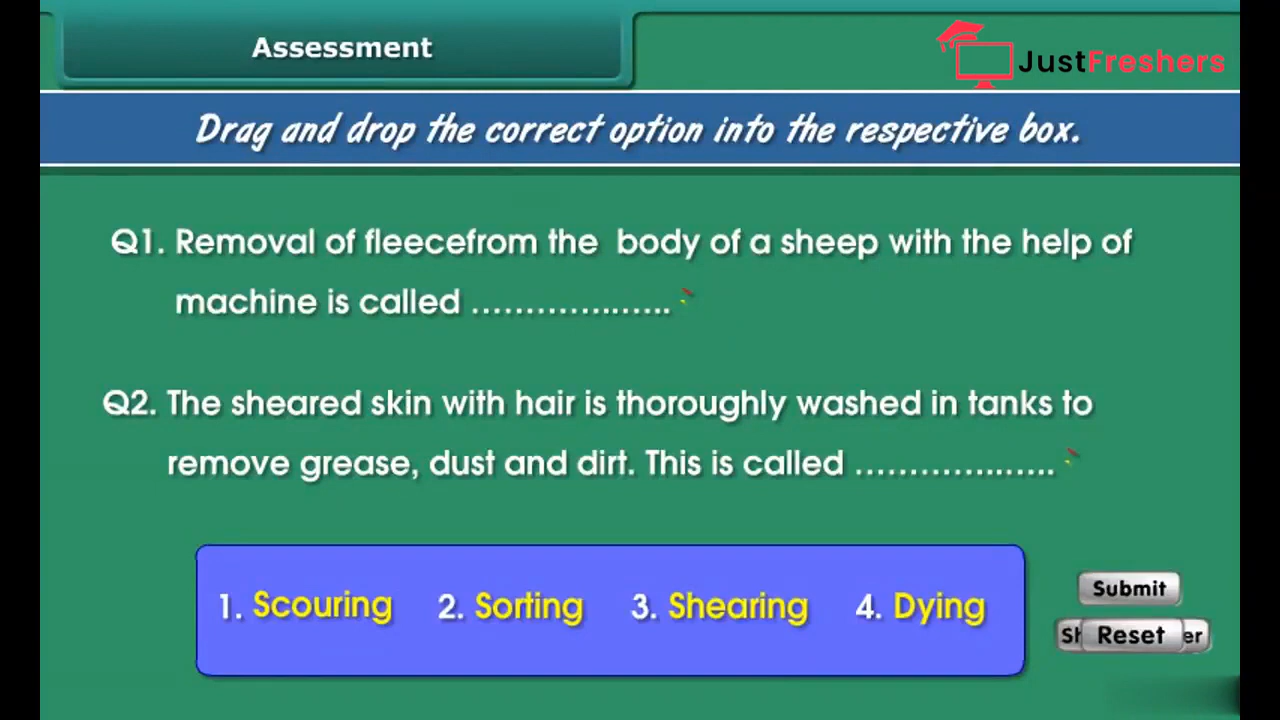 Assessment
JustFreshers
Drag and drop the correct option into the respective box.
Q1. Removal of fleecefrom the body of a sheep with the help of
machine is called ......................
Q2. The sheared skin with hair is thoroughly washed in tanks to
remove grease, dust and dirt. This is called ......................
1. Scouring 2. Sorting 3. Shearing 4. Dying
Submit
Reset